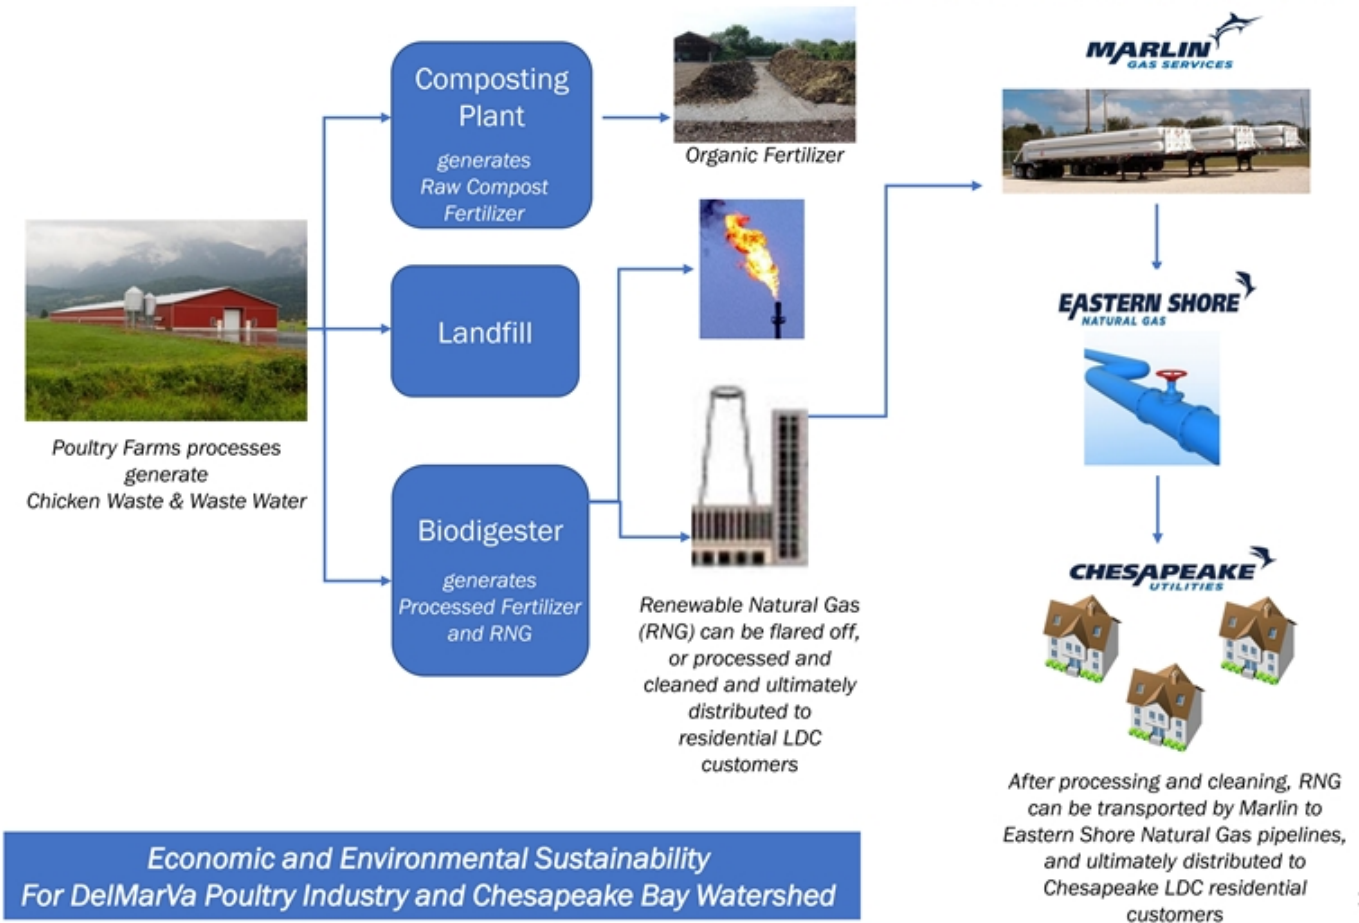 Composting
Plant
generates
Raw Compost
Fertilizer
Organic Fertilizer
Landfill
Poultry Farms processes
generate
Chicken Waste & Waste Water
Biodigester
generates
Processed Fertilizer
and RNG
Renewable Natural Gas
(RNG) can be flared off,
or processed and
cleaned and ultimately
distributed to
residential LDC
customers
MARLIN
GAS SERVICES
EASTERN SHORE
NATURAL GAS
CHESAPEAKE
UTILITIES
After processing and cleaning, RNG
can be transported by Marlin to
Eastern Shore Natural Gas pipelines,
and ultimately distributed to
Chesapeake LDC residential
customers
Economic and Environmental Sustainability
For DelMarVa Poultry Industry and Chesapeake Bay Watershed